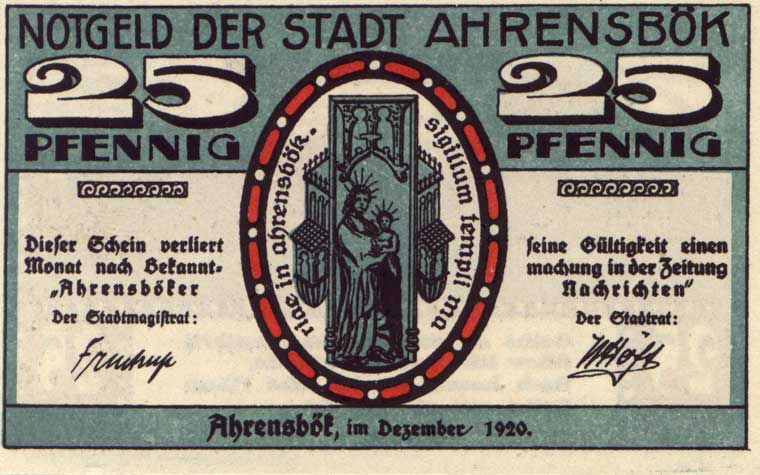 NOTGELD DER STADT AHRENSBÖK
25 25
PFENNIG PFENNIG
sigillum templi ma
riae in ahrensbök.
Dieser Schein verliert seine Gültigkeit einen
Monat nach Bekannt- machung in der Zeitung
„Ahrensböker Nachrichten"
Der Stadtmagistrat: Der Stadtrat:
Ahrensbök, im Dezember 1920.